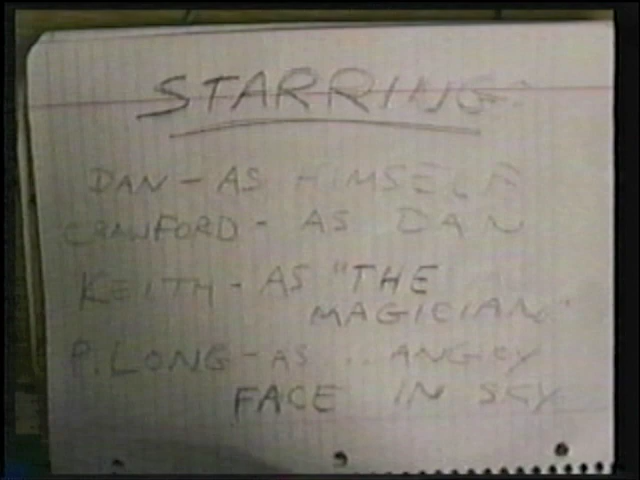 STARRING:
DAN - AS HIMSELF
CRAWFORD - AS DAN
KEITH - AS "THE
MAGICIAN"
P. LONG - AS .. ANGRY
FACE IN SKY